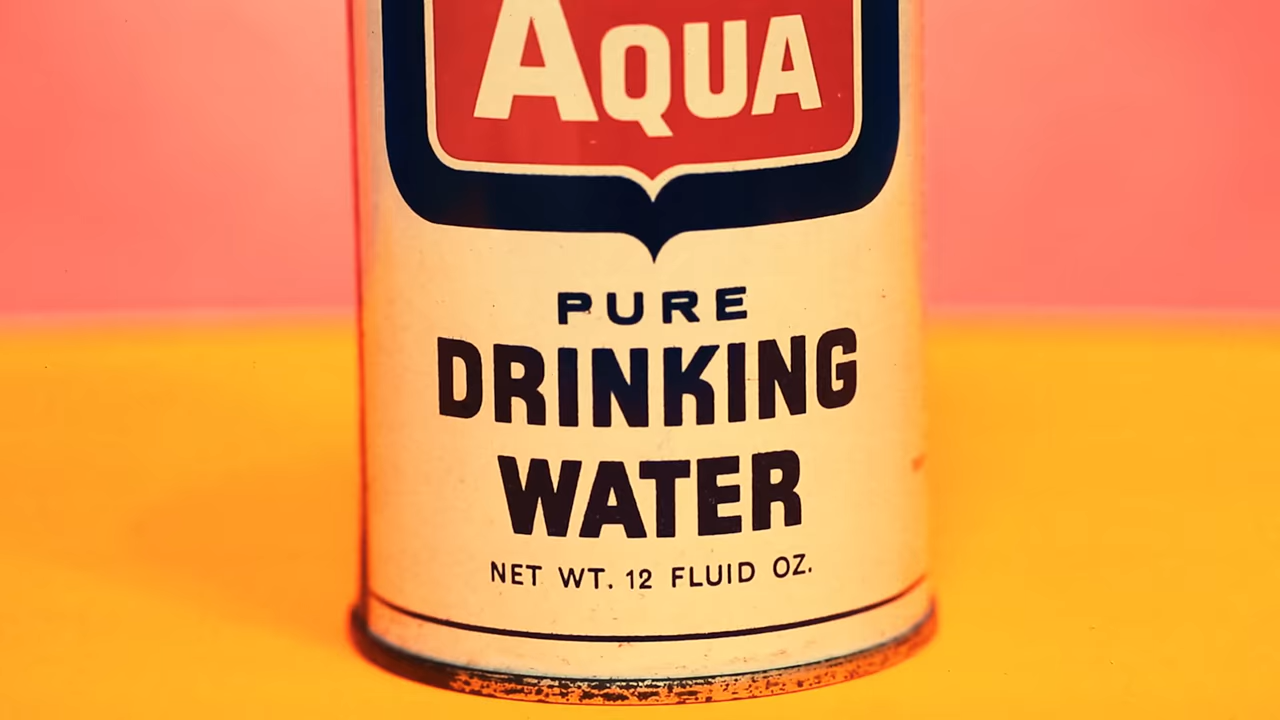 AQUA
PURE
DRINKING
WATER
NET WT. 12 FLUID OZ.